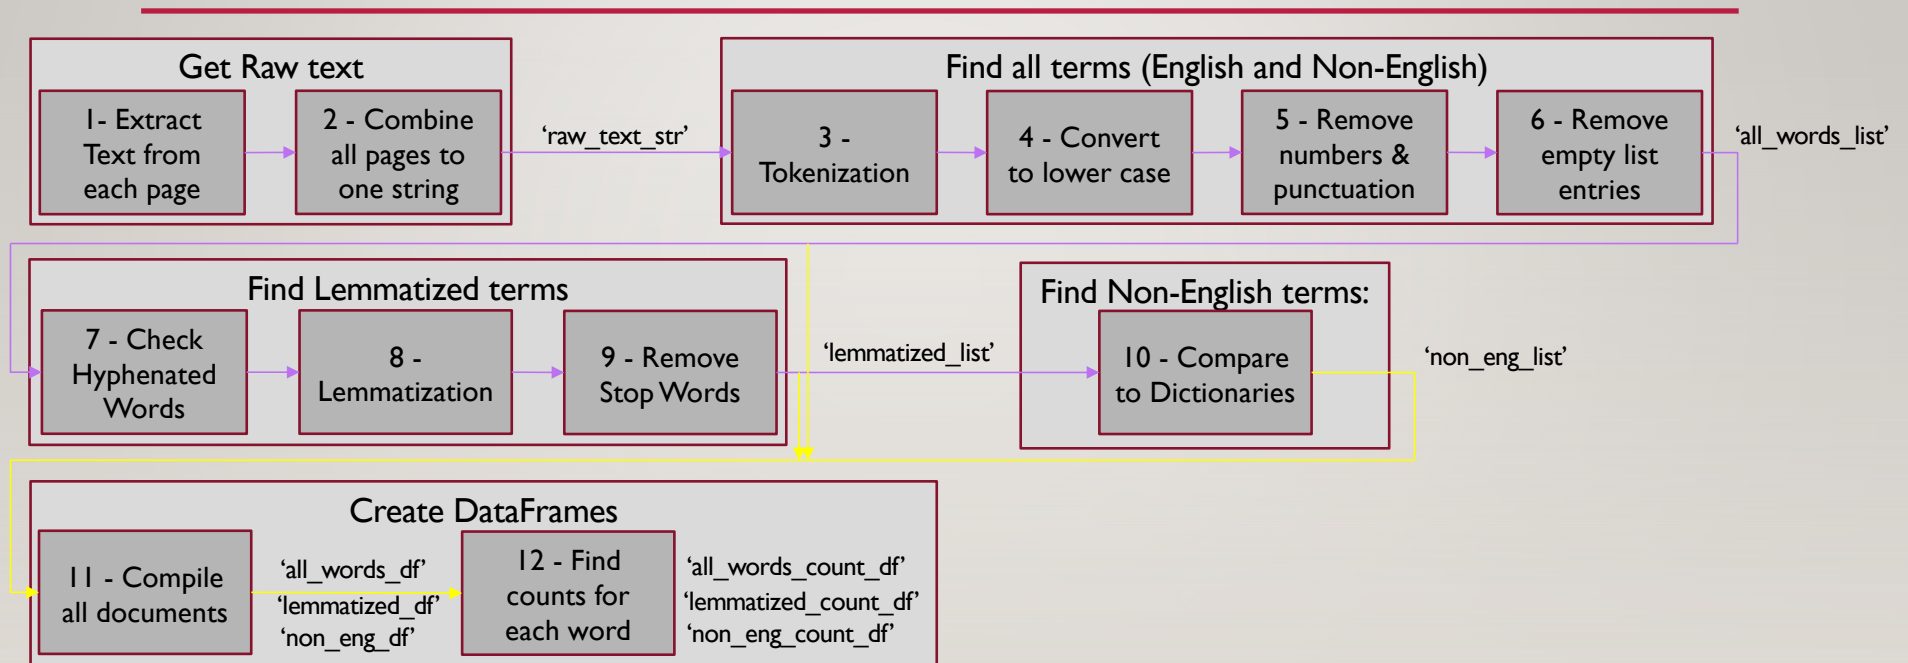 Get Raw text
1- Extract
Text from
each page
2 - Combine
all pages to
one string
‘raw_text_str’
Find all terms (English and Non-English)
3 -
Tokenization
4 - Convert
to lower case
5 - Remove
numbers &
punctuation
6 - Remove
empty list
entries
‘all_words_list’
Find Lemmatized terms
7 - Check
Hyphenated
Words
8 -
Lemmatization
9 - Remove
Stop Words
‘lemmatized_list’
Find Non-English terms:
10 - Compare
to Dictionaries
‘non_eng_list’
Create DataFrames
11 - Compile
all documents
‘all_words_df’
‘lemmatized_df’
‘non_eng_df’
12 - Find
counts for
each word
‘all_words_count_df’
‘lemmatized_count_df’
‘non_eng_count_df’